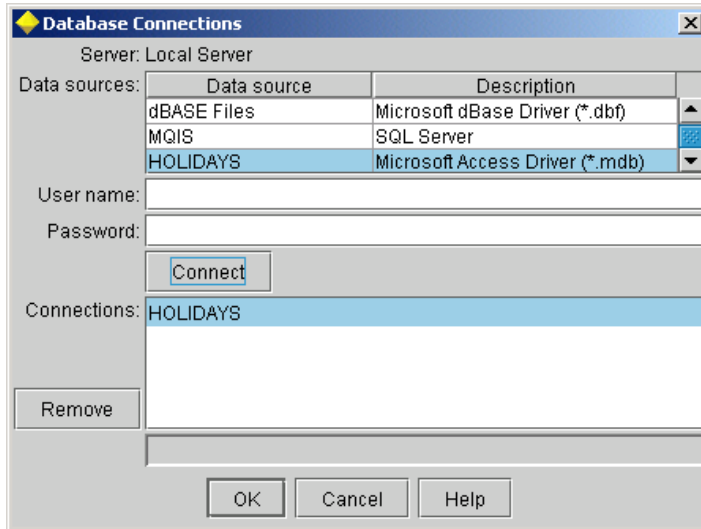 Database Connections
Server: Local Server
Data sources:
Data source Description
dBASE Files Microsoft dBase Driver (*.dbf)
MQIS SQL Server
HOLIDAYS Microsoft Access Driver (*.mdb)
User name:
Password:
Connect
Connections: HOLIDAYS
Remove
OK Cancel Help